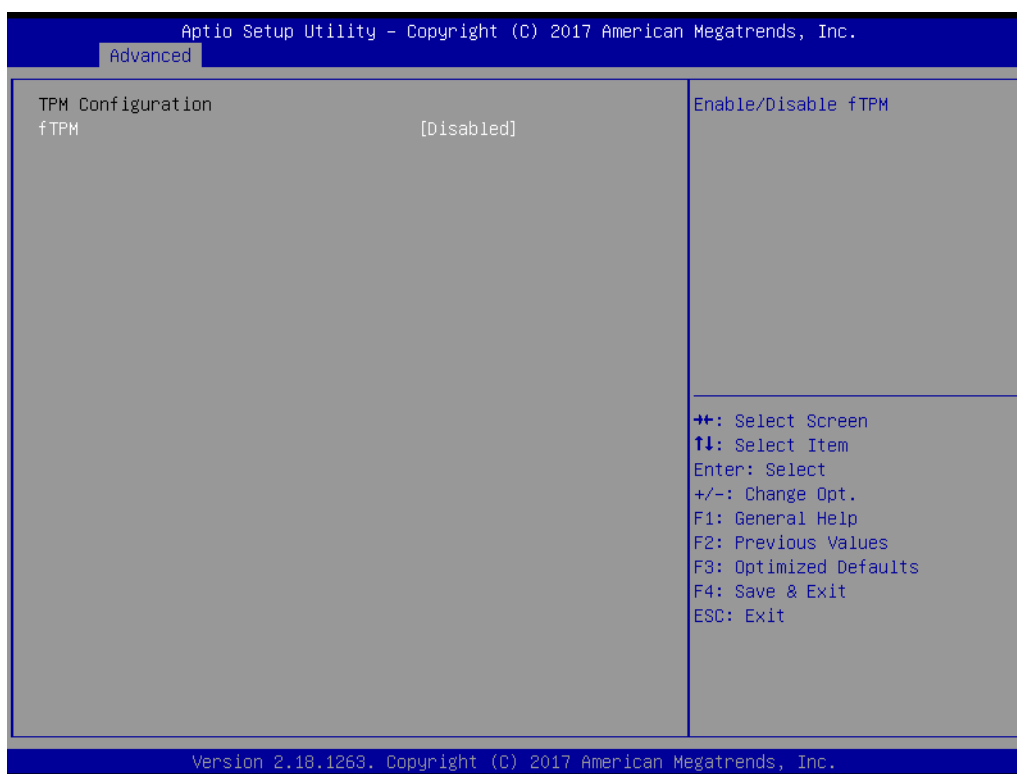 Aptio Setup Utility – Copyright (C) 2017 American Megatrends, Inc.
Advanced
TPM Configuration
fTPM [Disabled]
Enable/Disable fTPM
→←: Select Screen
↑↓: Select Item
Enter: Select
+/-: Change Opt.
F1: General Help
F2: Previous Values
F3: Optimized Defaults
F4: Save & Exit
ESC: Exit
Version 2.18.1263. Copyright (C) 2017 American Megatrends, Inc.